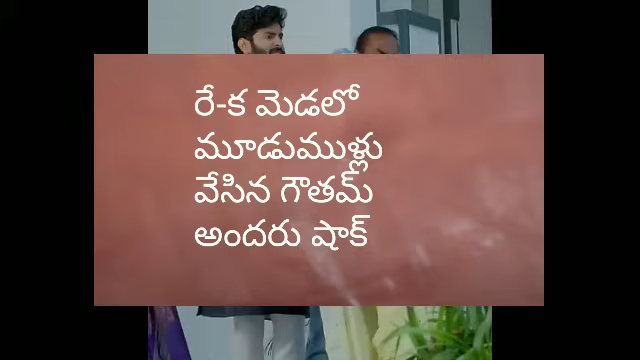 రే-క మెడలో
మూడుముళ్లు
వేసిన గౌతమ్
అందరు షాక్